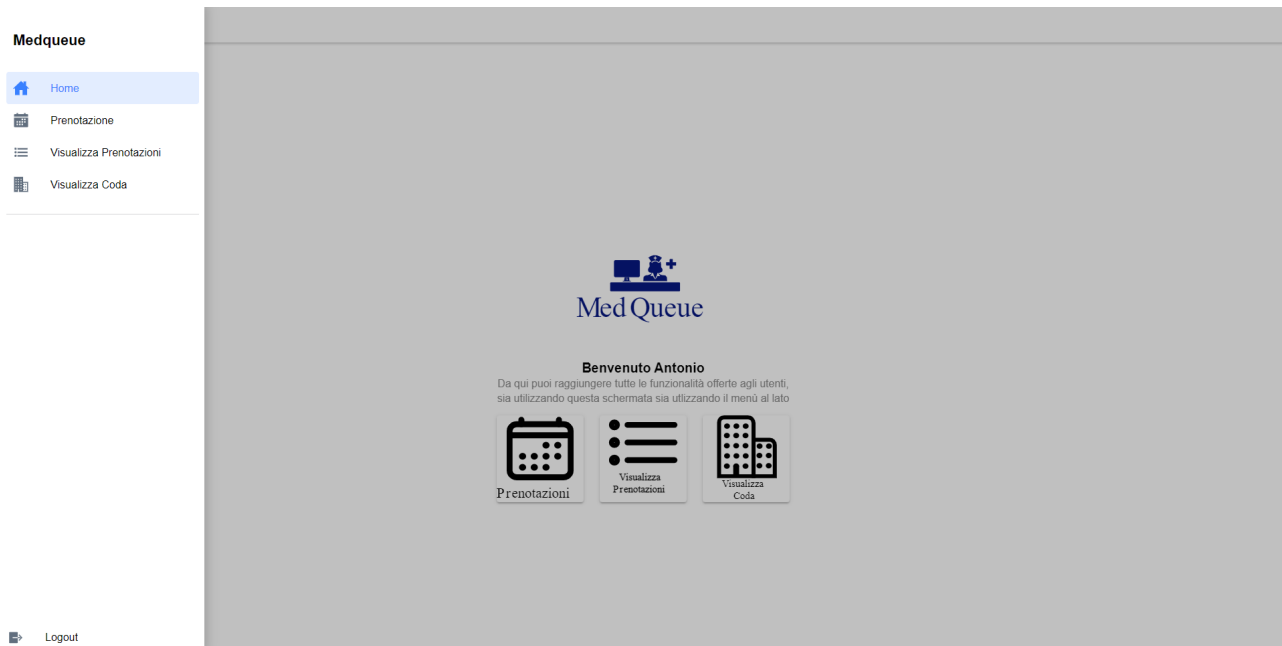 Medqueue
Home
Prenotazione
Visualizza Prenotazioni
Visualizza Coda
Logout
Med Queue
Benvenuto Antonio
Da qui puoi raggiungere tutte le funzionalità offerte agli utenti,
sia utilizzando questa schermata sia utlizzando il menú al lato
Prenotazioni
Visualizza
Prenotazioni
Visualizza
Coda